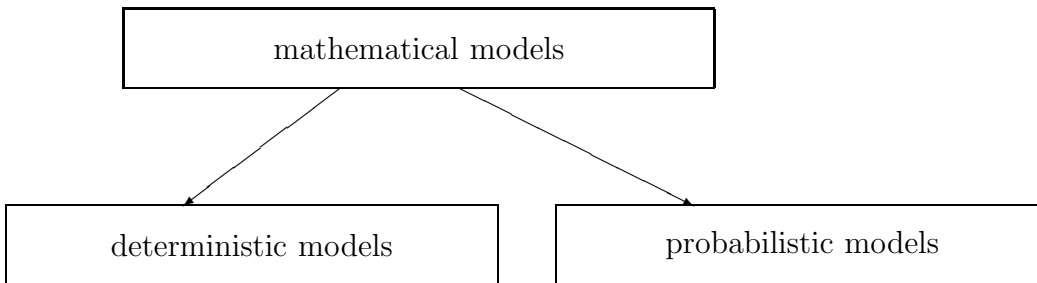 mathematical models
deterministic models
probabilistic models